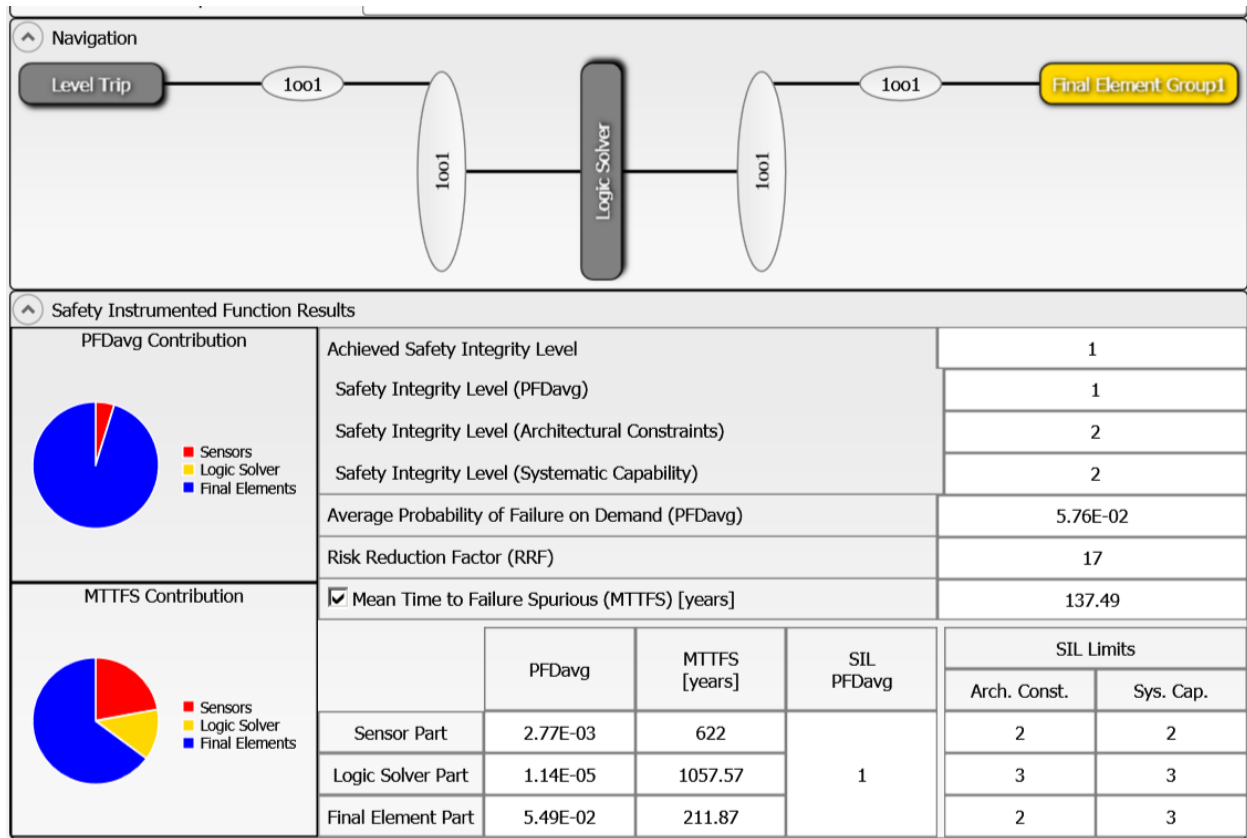 Navigation
Level Trip
1oo1
1oo1
Logic Solver
1oo1
1oo1
Final Element Group1
Safety Instrumented Function Results
PFDavg Contribution
Sensors
Logic Solver
Final Elements
MTTFS Contribution
Sensors
Logic Solver
Final Elements
Achieved Safety Integrity Level 1
Safety Integrity Level (PFDavg) 1
Safety Integrity Level (Architectural Constraints) 2
Safety Integrity Level (Systematic Capability) 2
Average Probability of Failure on Demand (PFDavg) 5.76E-02
Risk Reduction Factor (RRF) 17
Mean Time to Failure Spurious (MTTFS) [years] 137.49
PFDavg MTTFS [years] SIL PFDavg SIL Limits
Arch. Const. Sys. Cap.
Sensor Part 2.77E-03 622 2 2
Logic Solver Part 1.14E-05 1057.57 1 3 3
Final Element Part 5.49E-02 211.87 2 3